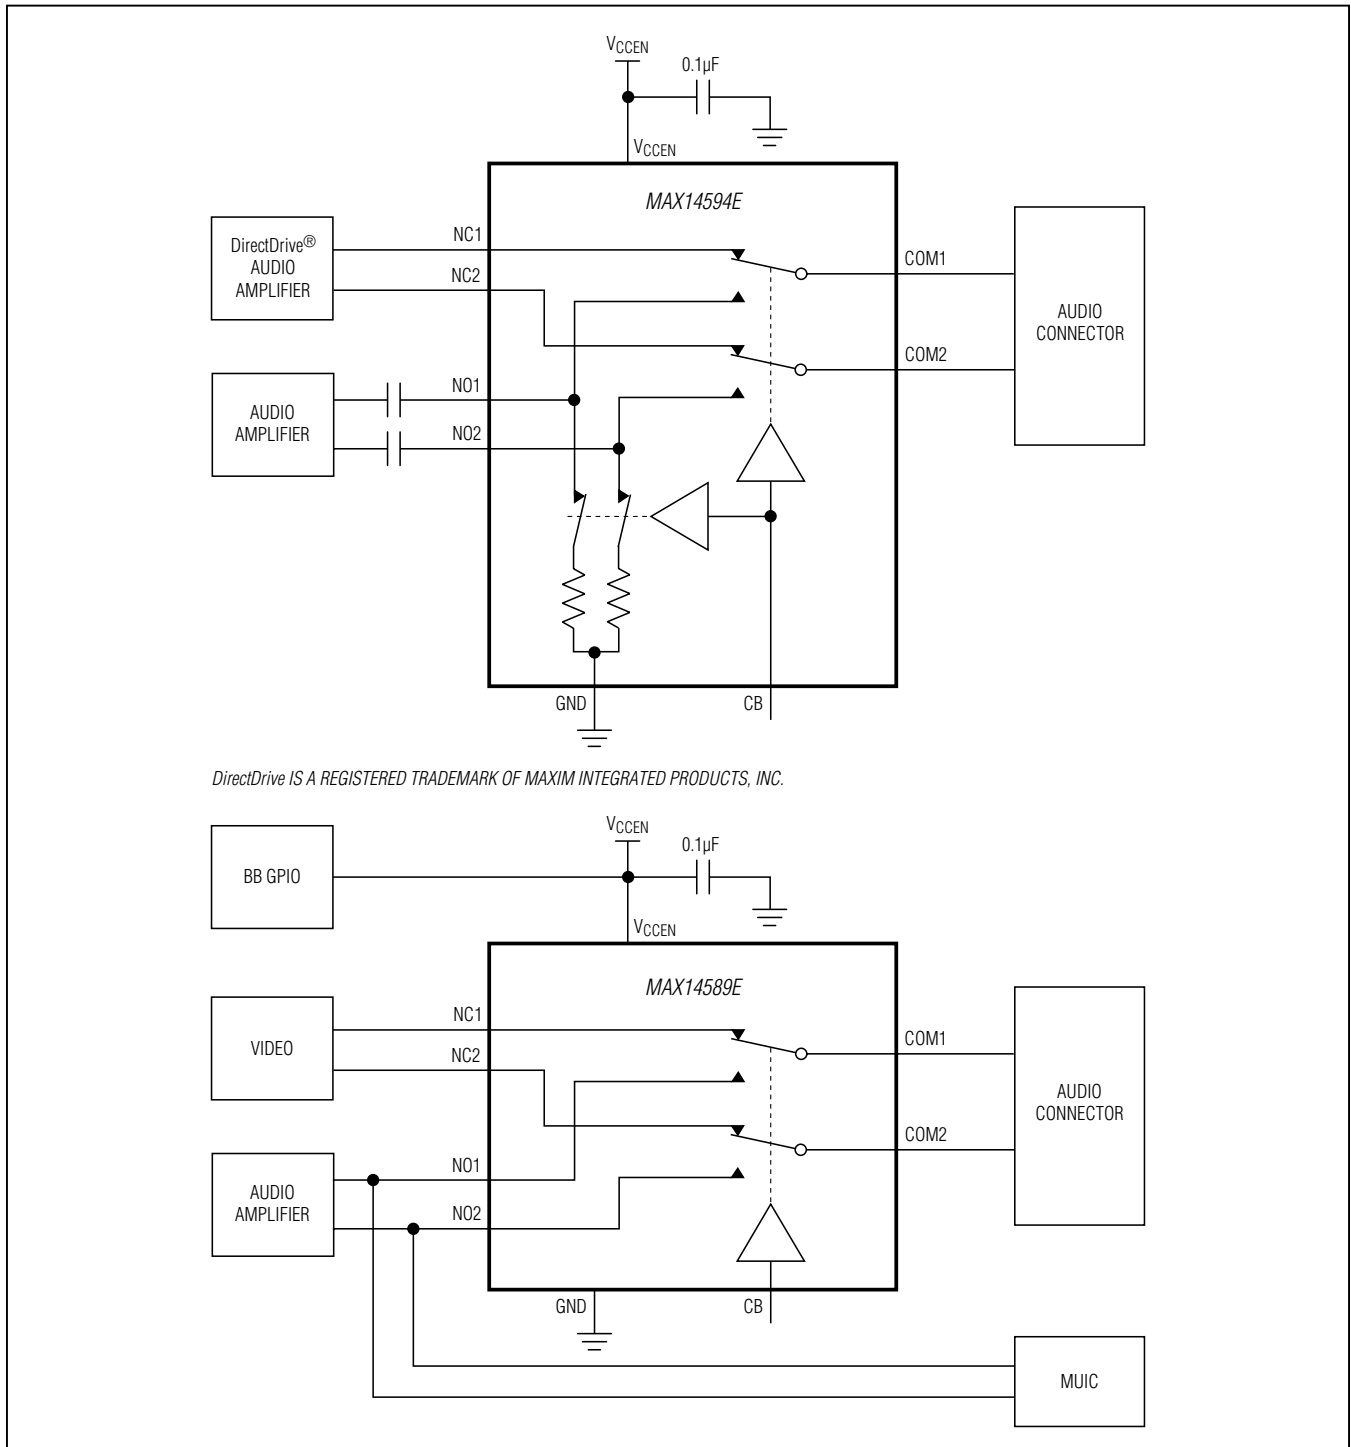 VCCEN
0.1µF
VCCEN
MAX14594E
DirectDrive®
AUDIO
AMPLIFIER
NC1
NC2
COM1
AUDIO
CONNECTOR
COM2
AUDIO
AMPLIFIER
NO1
NO2
GND
CB
DirectDrive IS A REGISTERED TRADEMARK OF MAXIM INTEGRATED PRODUCTS, INC.
BB GPIO
VCCEN
0.1µF
VCCEN
MAX14589E
VIDEO
NC1
NC2
COM1
AUDIO
CONNECTOR
COM2
AUDIO
AMPLIFIER
NO1
NO2
GND
CB
MUIC